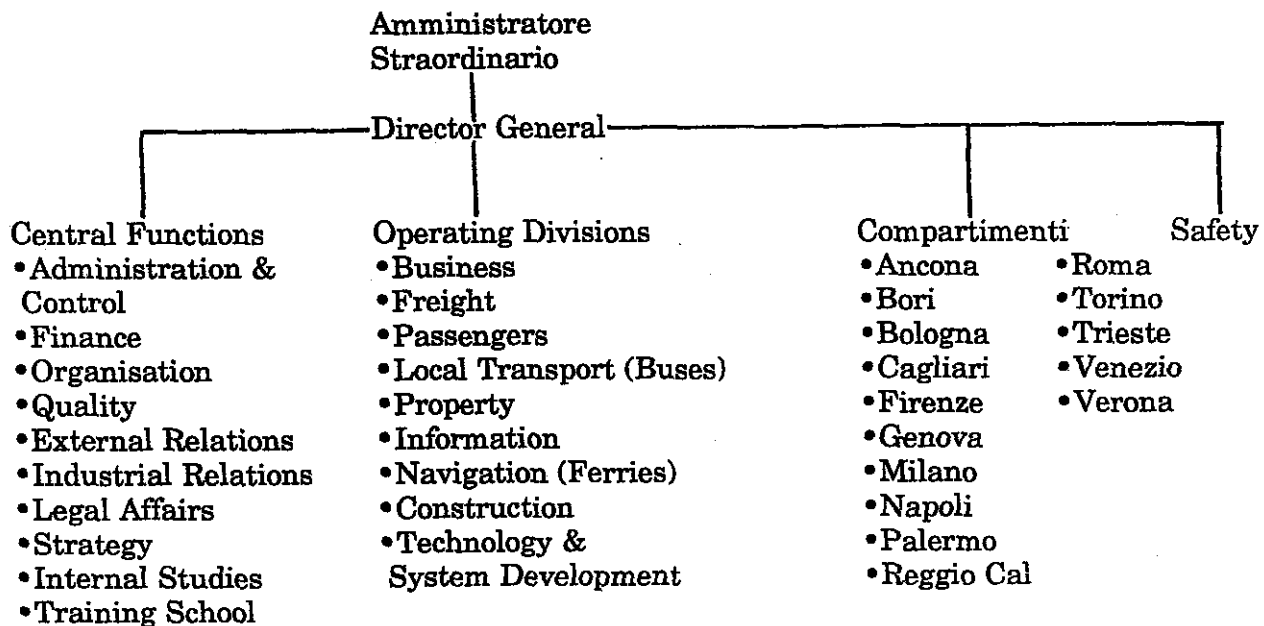 Amministratore
Straordinario
Director General
Central Functions
•Administration &
Control
•Finance
•Organisation
•Quality
•External Relations
•Industrial Relations
•Legal Affairs
•Strategy
•Internal Studies
•Training School
Operating Divisions
•Business
•Freight
•Passengers
•Local Transport (Buses)
•Property
•Information
•Navigation (Ferries)
•Construction
•Technology &
System Development
Compartimenti
•Ancona
•Bori
•Bologna
•Cagliari
•Firenze
•Genova
•Milano
•Napoli
•Palermo
•Reggio Cal
•Roma
•Torino
•Trieste
•Venezio
•Verona
Safety